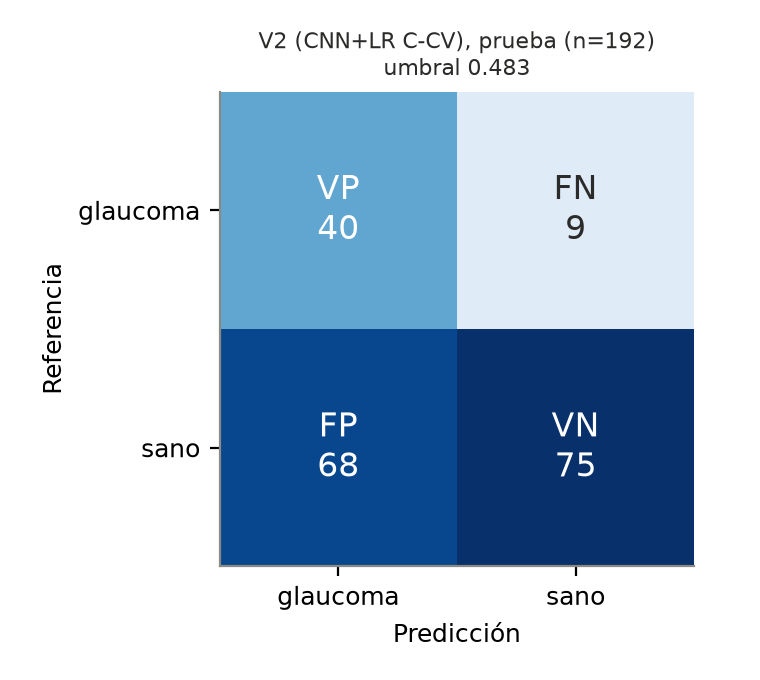 V2 (CNN+LR C-CV), prueba (n=192)
umbral 0.483
VP
40
FN
9
glaucoma
Referencia
FP
68
VN
75
sano
glaucoma
sano
Predicción